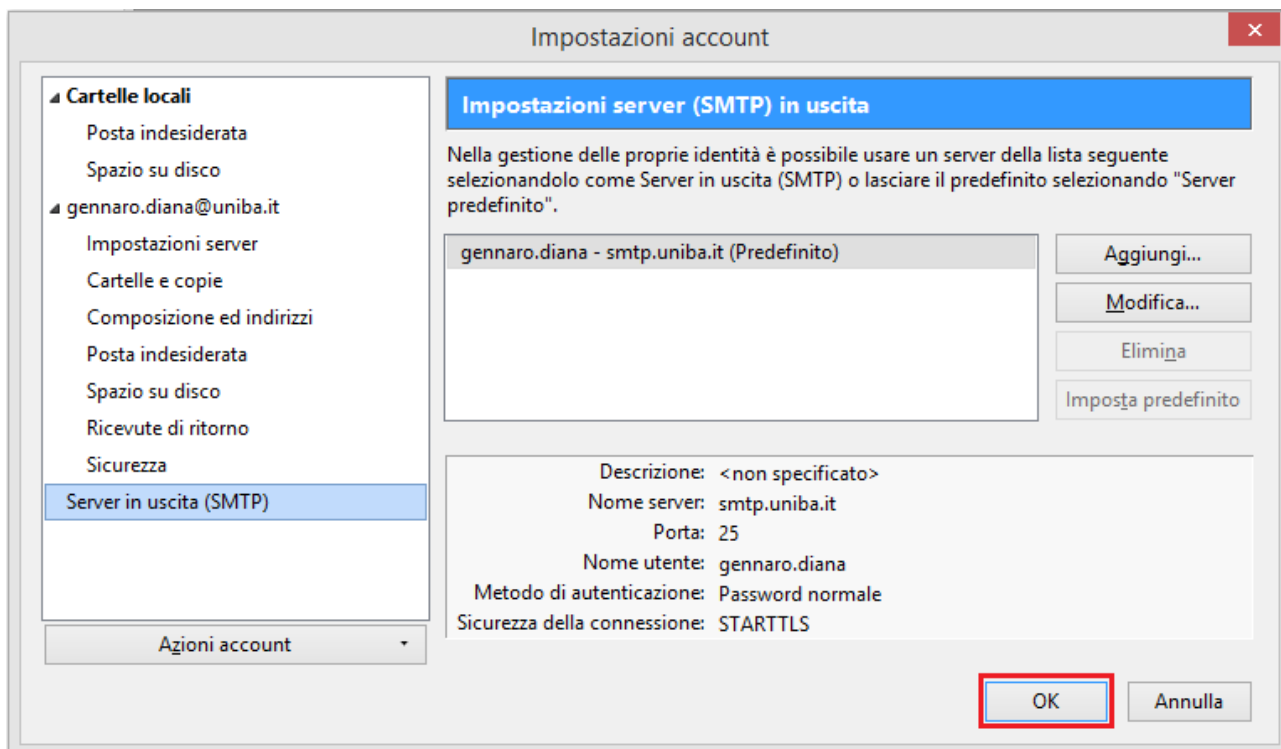 Impostazioni account
Cartelle locali
Posta indesiderata
Spazio su disco
gennaro.diana@uniba.it
Impostazioni server
Cartelle e copie
Composizione ed indirizzi
Posta indesiderata
Spazio su disco
Ricevute di ritorno
Sicurezza
Server in uscita (SMTP)
Azioni account
Impostazioni server (SMTP) in uscita
Nella gestione delle proprie identità è possibile usare un server della lista seguente
selezionandolo come Server in uscita (SMTP) o lasciare il predefinito selezionando "Server
predefinito".
gennaro.diana - smtp.uniba.it (Predefinito)
Aggiungi...
Modifica...
Elimina
Imposta predefinito
Descrizione: <non specificato>
Nome server: smtp.uniba.it
Porta: 25
Nome utente: gennaro.diana
Metodo di autenticazione: Password normale
Sicurezza della connessione: STARTTLS
OK
Annulla